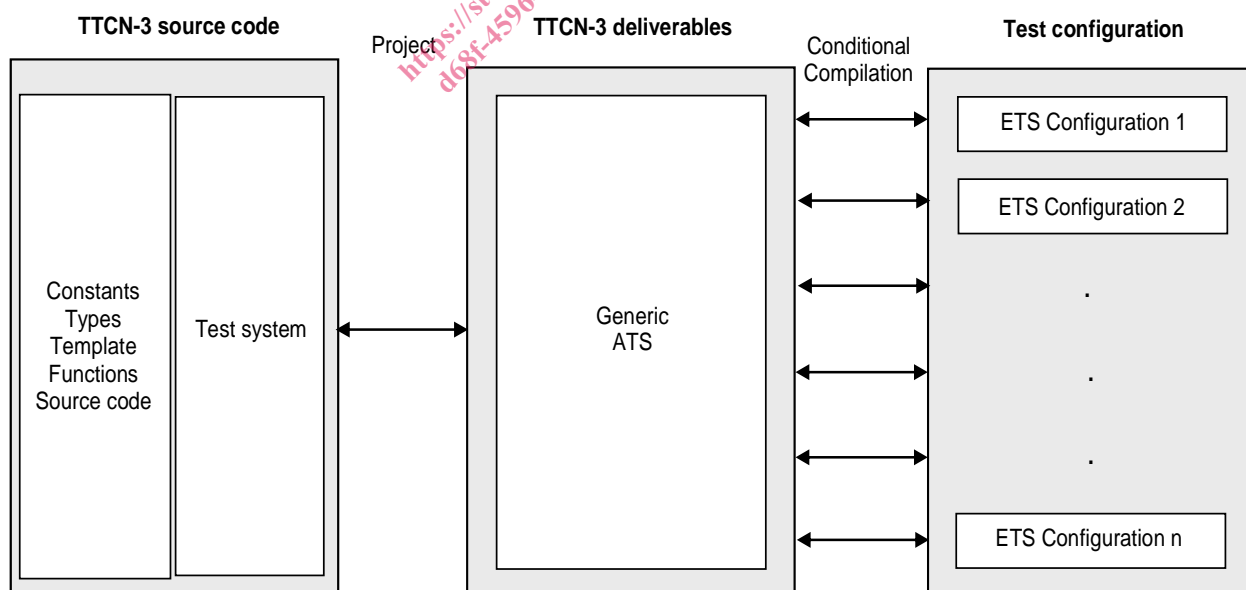 TTCN-3 source code
Project
TTCN-3 deliverables
Conditional
Compilation
Test configuration
Constants
Types
Template
Functions
Source code
Test system
Generic
ATS
ETS Configuration 1
ETS Configuration 2
.
.
.
ETS Configuration n